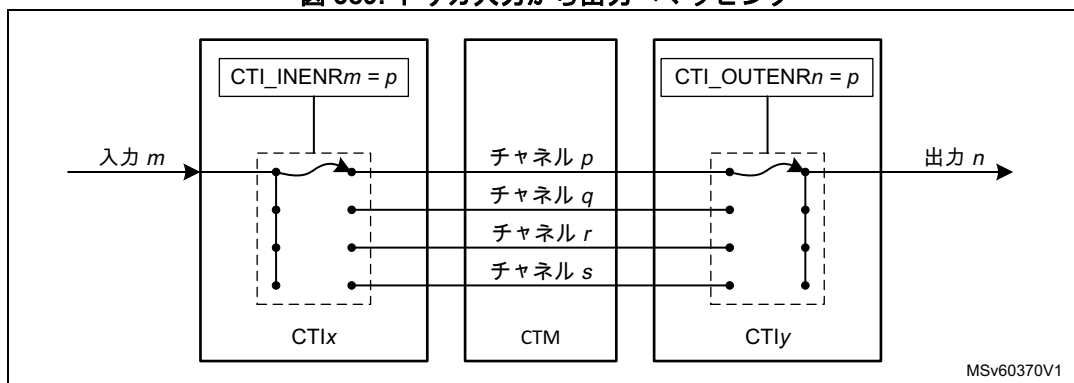 CTI_INENRm = p
CTI_OUTENRn = p
入力 m
チャネル p
出力 n
チャネル q
チャネル r
チャネル s
CTIx
CTM
CTIy
MSv60370V1